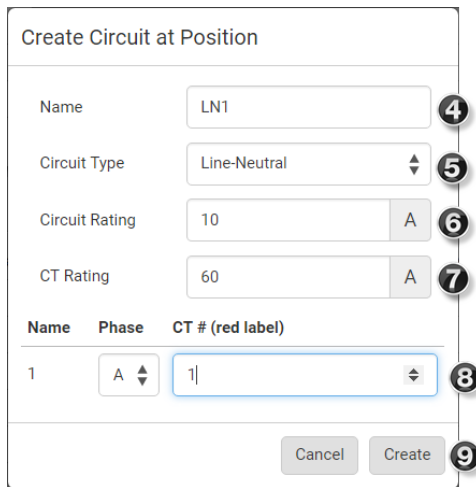 Create Circuit at Position
Name LN1 4
Circuit Type Line-Neutral 5
Circuit Rating 10 A 6
CT Rating 60 A 7
Name Phase CT # (red label)
1 A 1 8
Cancel Create 9